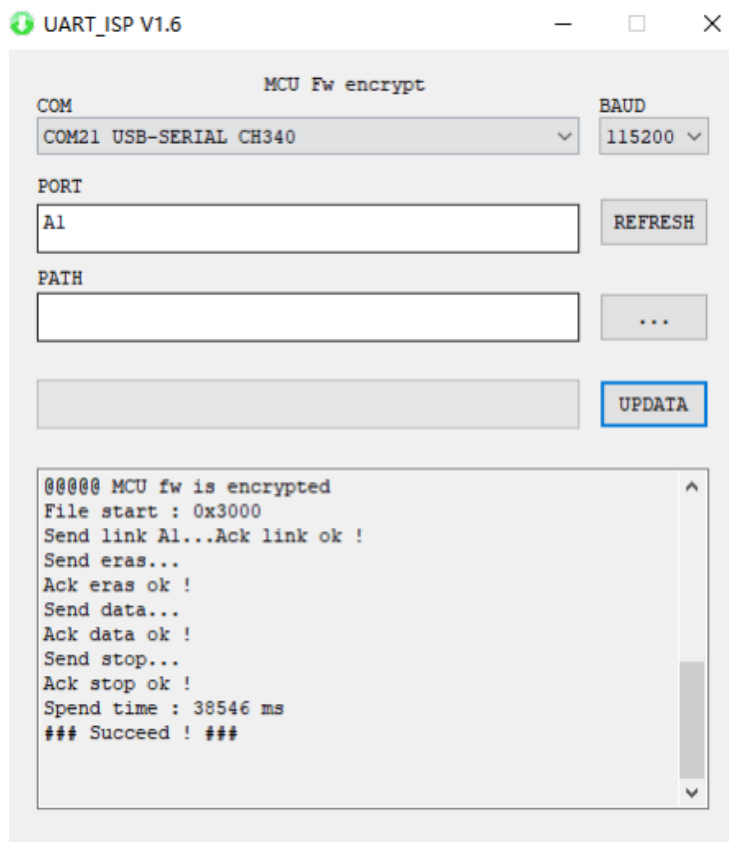 UART_ISP V1.6
MCU Fw encrypt
COM
BAUD
COM21 USB-SERIAL CH340
115200
PORT
A1
REFRESH
PATH
...
UPDATA
@@@@@ MCU fw is encrypted
File start : 0x3000
Send link A1...Ack link ok !
Send eras...
Ack eras ok !
Send data...
Ack data ok !
Send stop...
Ack stop ok !
Spend time : 38546 ms
### Succeed ! ###